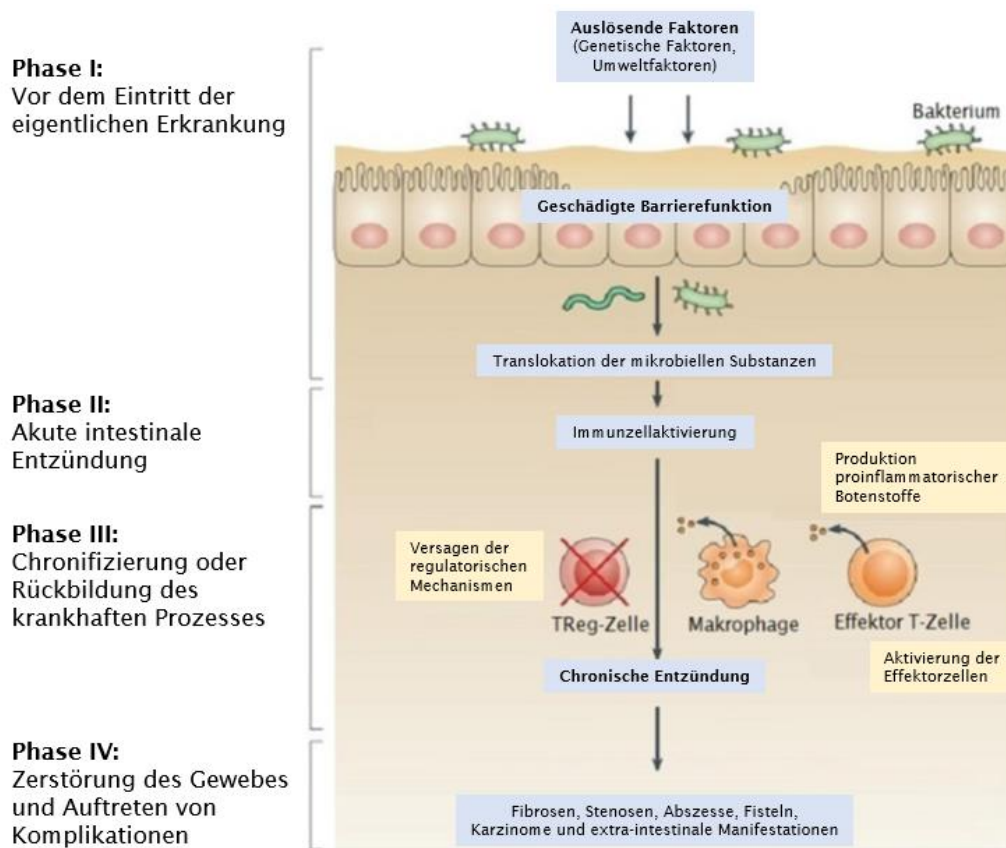 Auslösende Faktoren
(Genetische Faktoren,
Umweltfaktoren)
Phase I:
Vor dem Eintritt der
eigentlichen Erkrankung
Bakterium
Geschädigte Barrierefunktion
Translokation der mikrobiellen Substanzen
Phase II:
Akute intestinale
Entzündung
Immunzellaktivierung
Produktion
proinflammatorischer
Botenstoffe
Phase III:
Chronifizierung oder
Rückbildung des
krankhaften Prozesses
Versagen der
regulatorischen
Mechanismen
TReg-Zelle
Makrophage
Effektor T-Zelle
Aktivierung der
Effektorzellen
Chronische Entzündung
Phase IV:
Zerstörung des Gewebes
und Auftreten von
Komplikationen
Fibrosen, Stenosen, Abszesse, Fisteln,
Karzinome und extra-intestinale Manifestationen